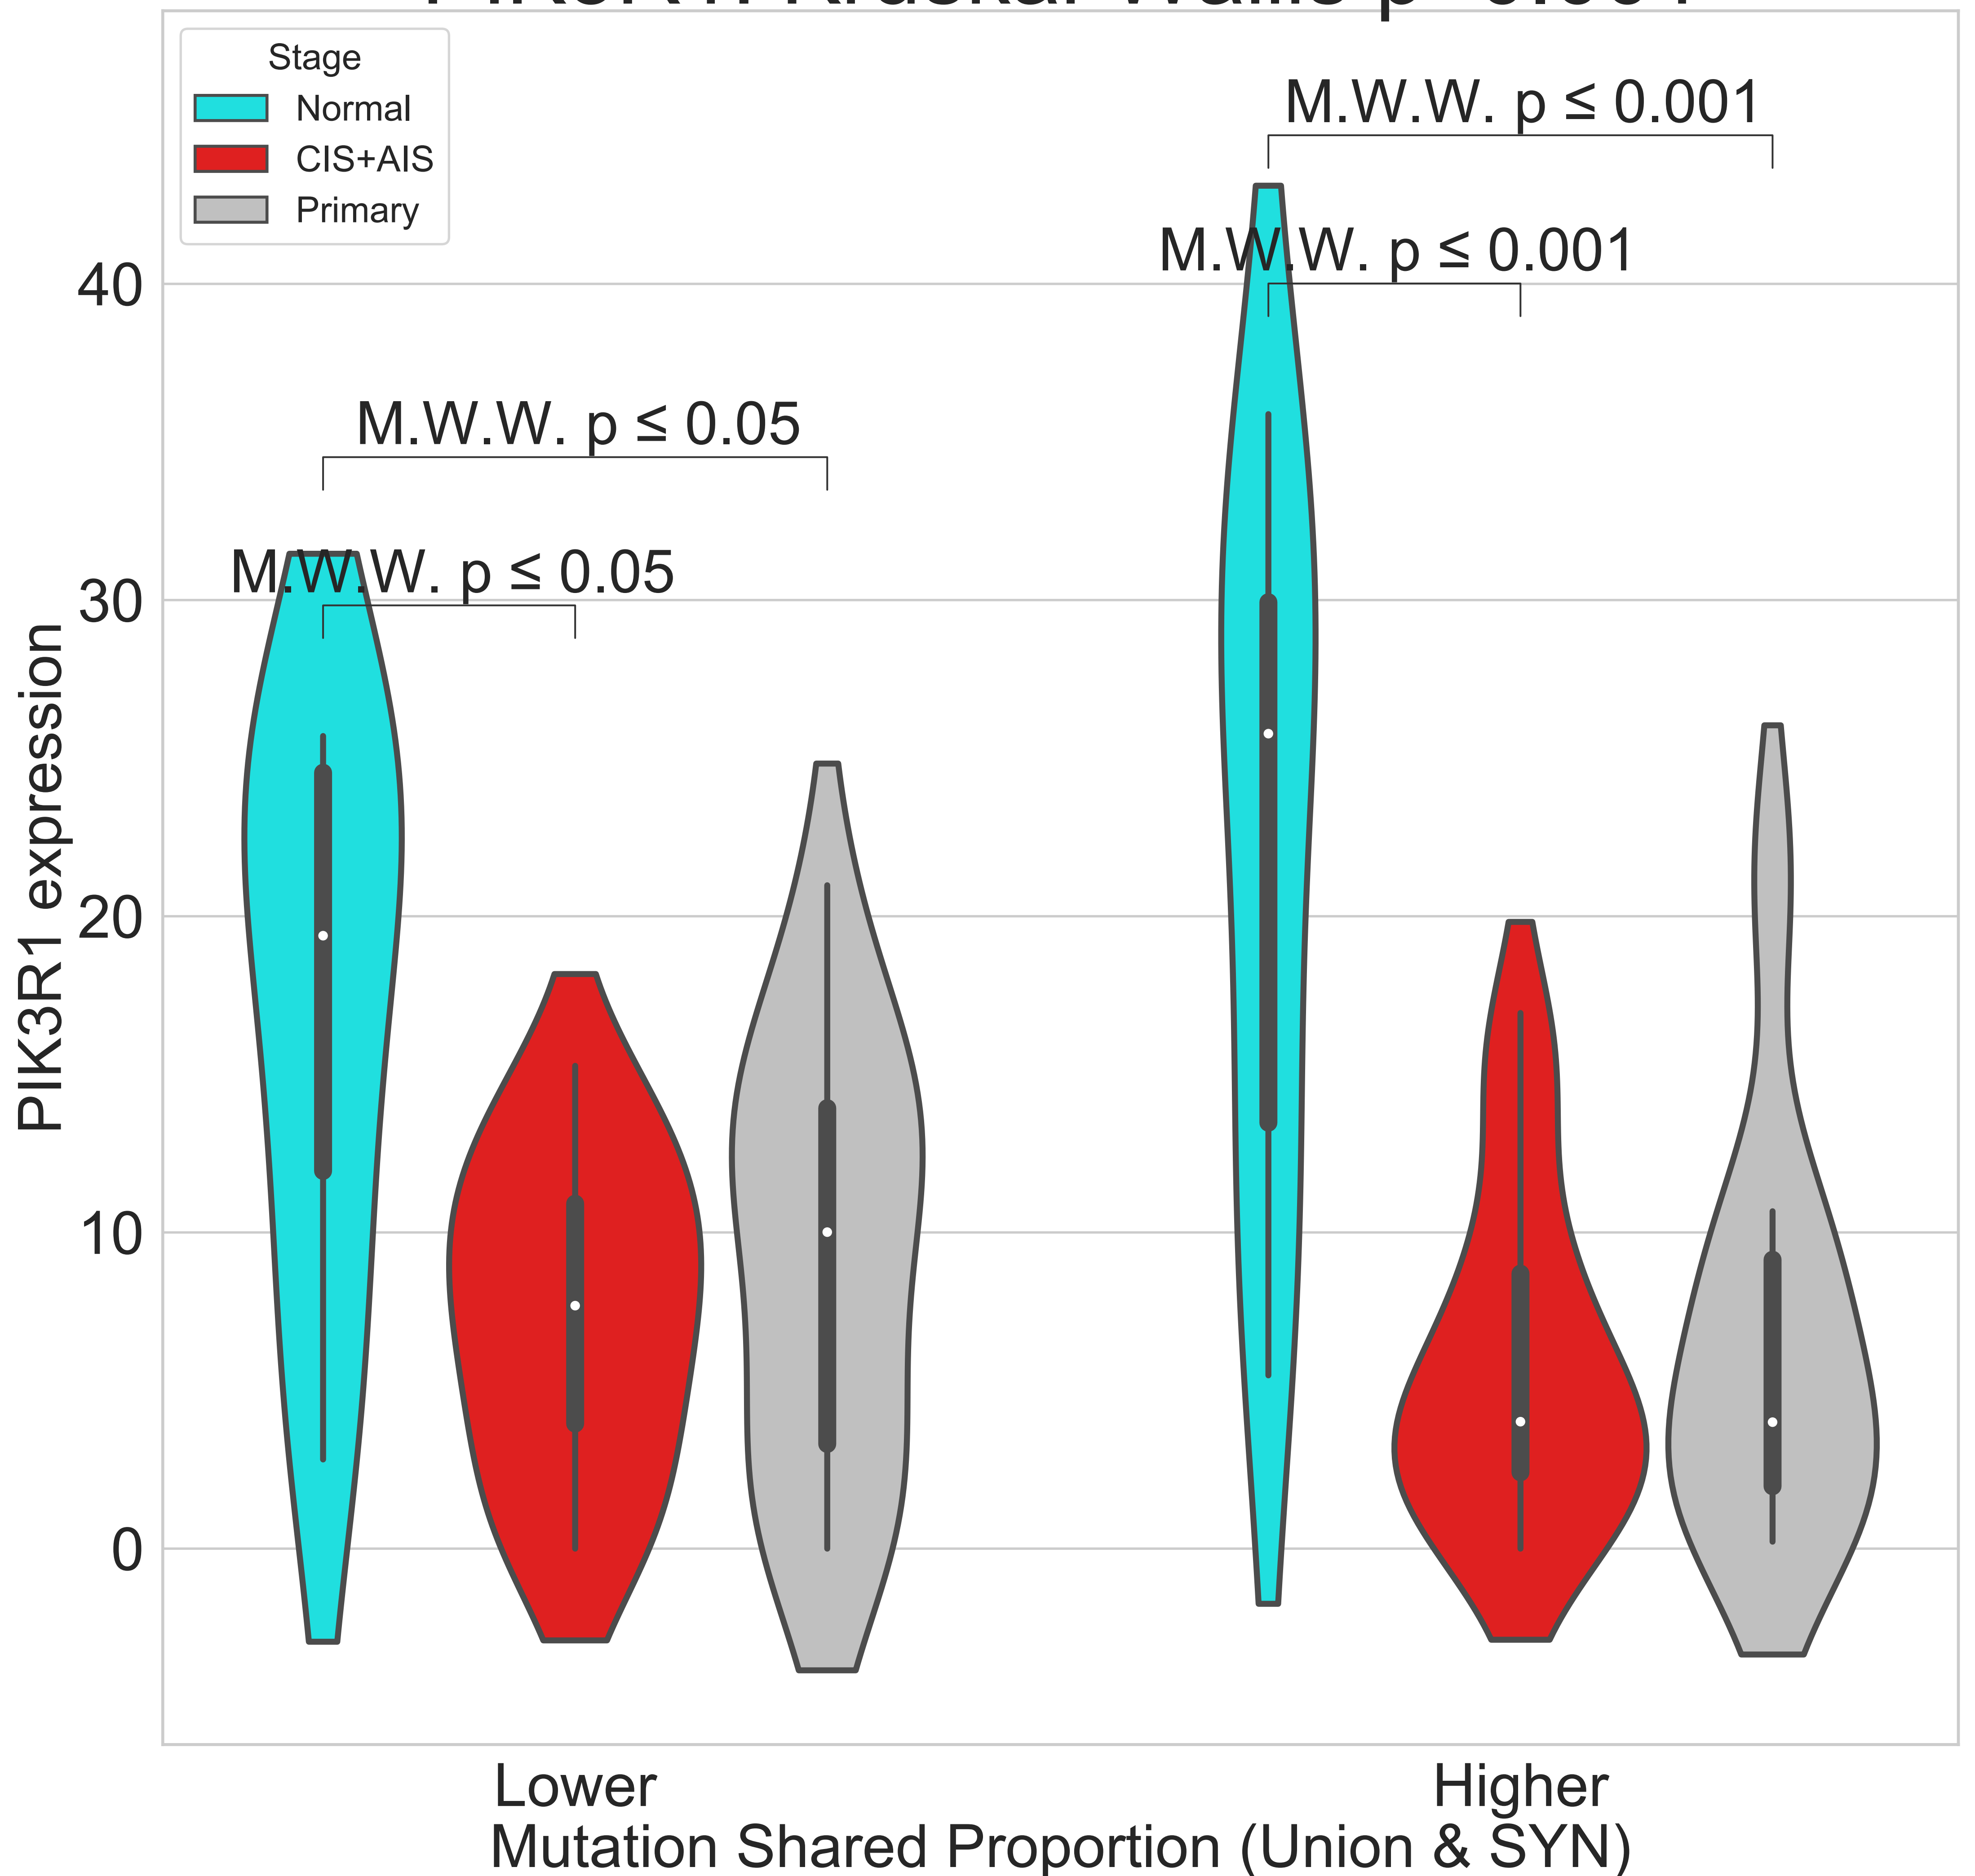 Stage
Normal
CIS+AIS
Primary
M.W.W. p ≤ 0.001
M.W.W. p ≤ 0.001
M.W.W. p ≤ 0.05
M.W.W. p ≤ 0.05
PIK3R1 expression
40
30
20
10
0
Lower
Higher
Mutation Shared Proportion (Union & SYN)